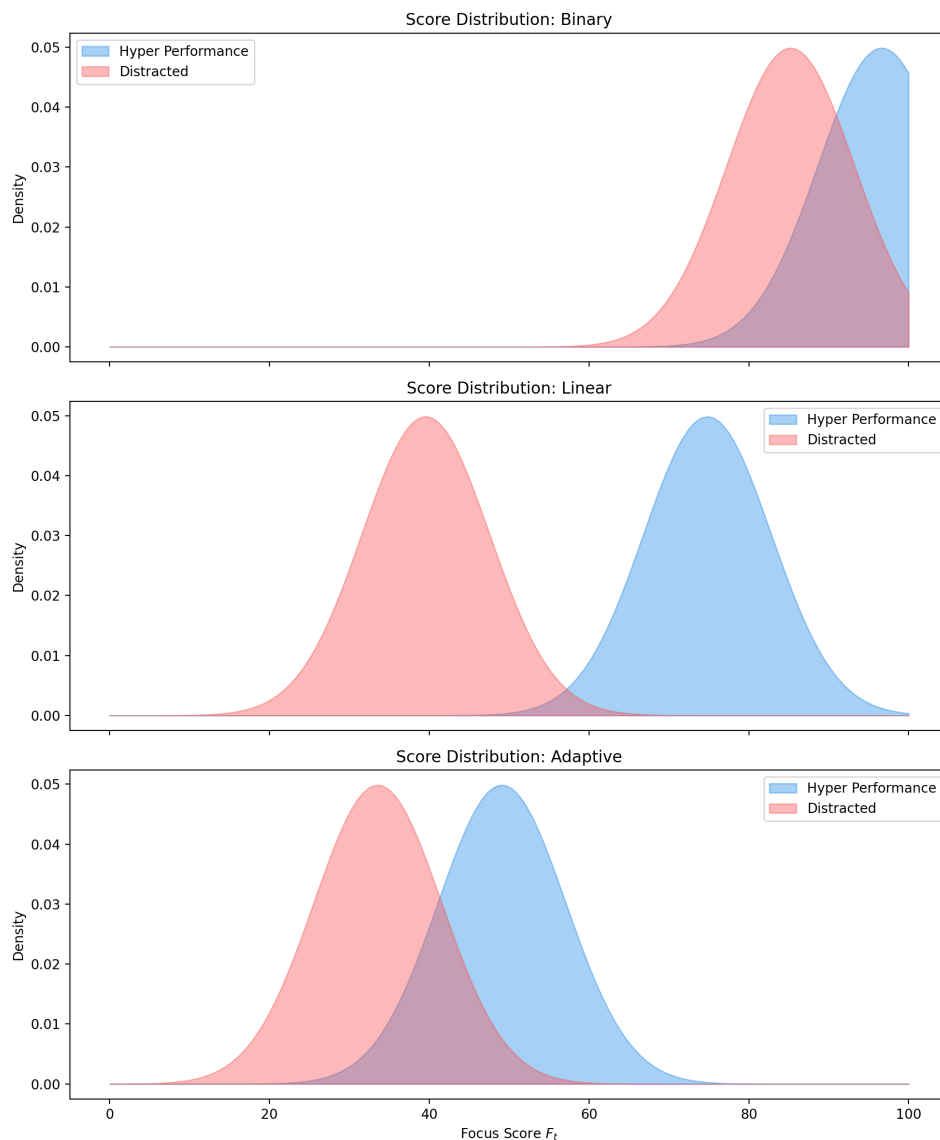 Score Distribution: Binary
Hyper Performance
Distracted
0.05
0.04
0.03
0.02
0.01
0.00
Density
Score Distribution: Linear
Hyper Performance
Distracted
0.05
0.04
0.03
0.02
0.01
0.00
Density
Score Distribution: Adaptive
Hyper Performance
Distracted
0.05
0.04
0.03
0.02
0.01
0.00
Density
0 20 40 60 80 100
Focus Score Fₜ